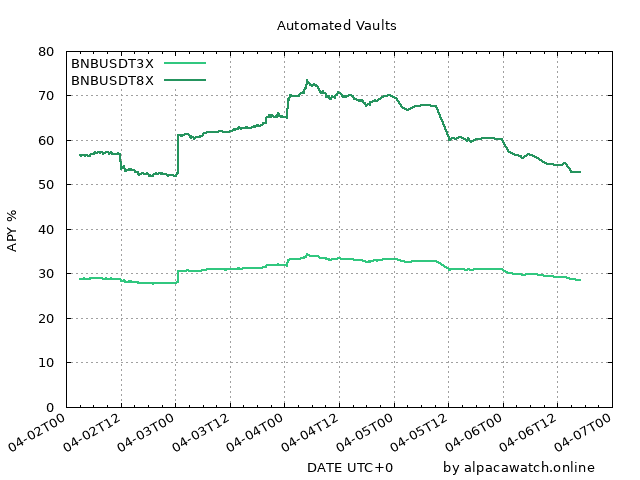 Automated Vaults
BNBUSDT3X
BNBUSDT8X
APY %
80
70
60
50
40
30
20
10
0
04-02T00
04-02T12
04-03T00
04-03T12
04-04T00
04-04T12
04-05T00
04-05T12
04-06T00
04-06T12
04-07T00
DATE UTC+0 by alpacawatch.online